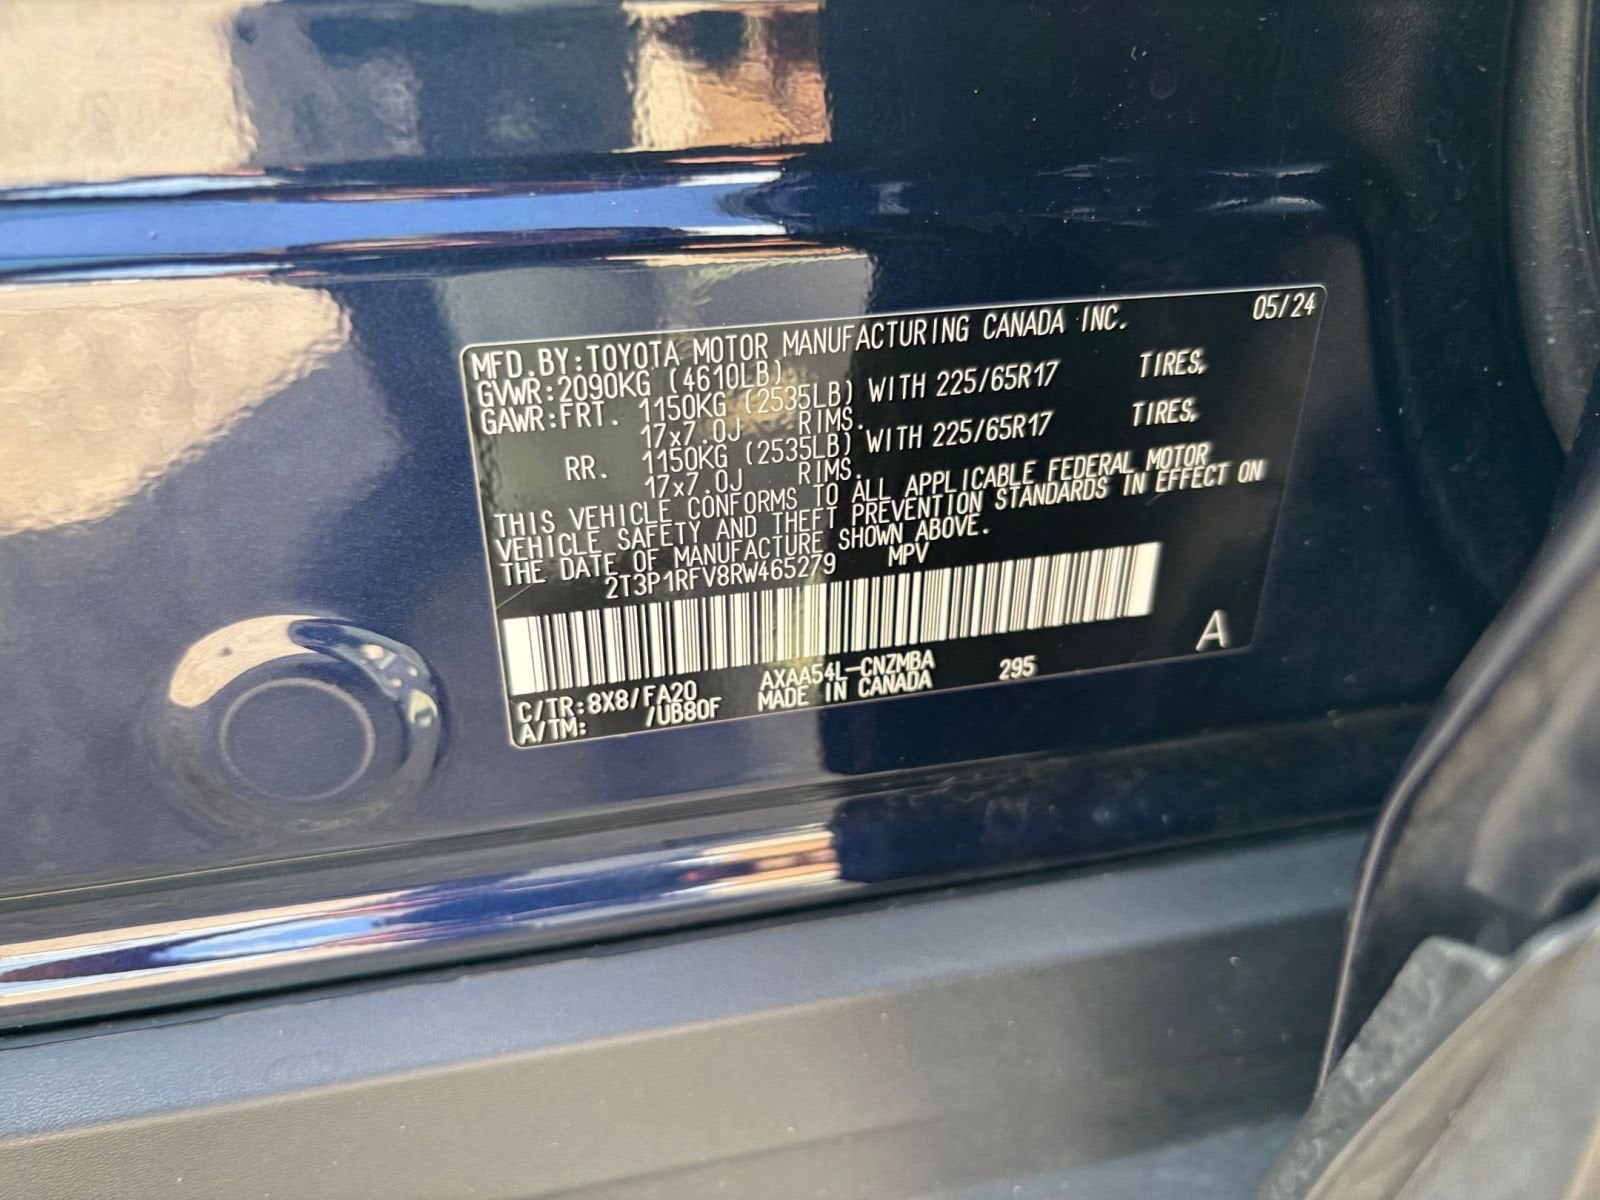 MFD.BY:TOYOTA MOTOR MANUFACTURING CANADA INC. 05/24
GVWR:2090KG (4610LB)
GAWR:FRT. 1150KG (2535LB) WITH 225/65R17 TIRES,
17x7.0J RIMS.
RR. 1150KG (2535LB) WITH 225/65R17 TIRES,
17x7.0J RIMS.
THIS VEHICLE CONFORMS TO ALL APPLICABLE FEDERAL MOTOR
VEHICLE SAFETY AND THEFT PREVENTION STANDARDS IN EFFECT ON
THE DATE OF MANUFACTURE SHOWN ABOVE.
2T3P1RFV8RW465279 MPV
A
C/TR:8X8/FA20 AXAA54L-CNZMBA 295
A/TM: /UB80F MADE IN CANADA